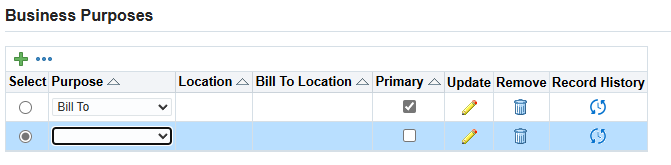 Business Purposes
Select Purpose Location Bill To Location Primary Update Remove Record History
Bill To